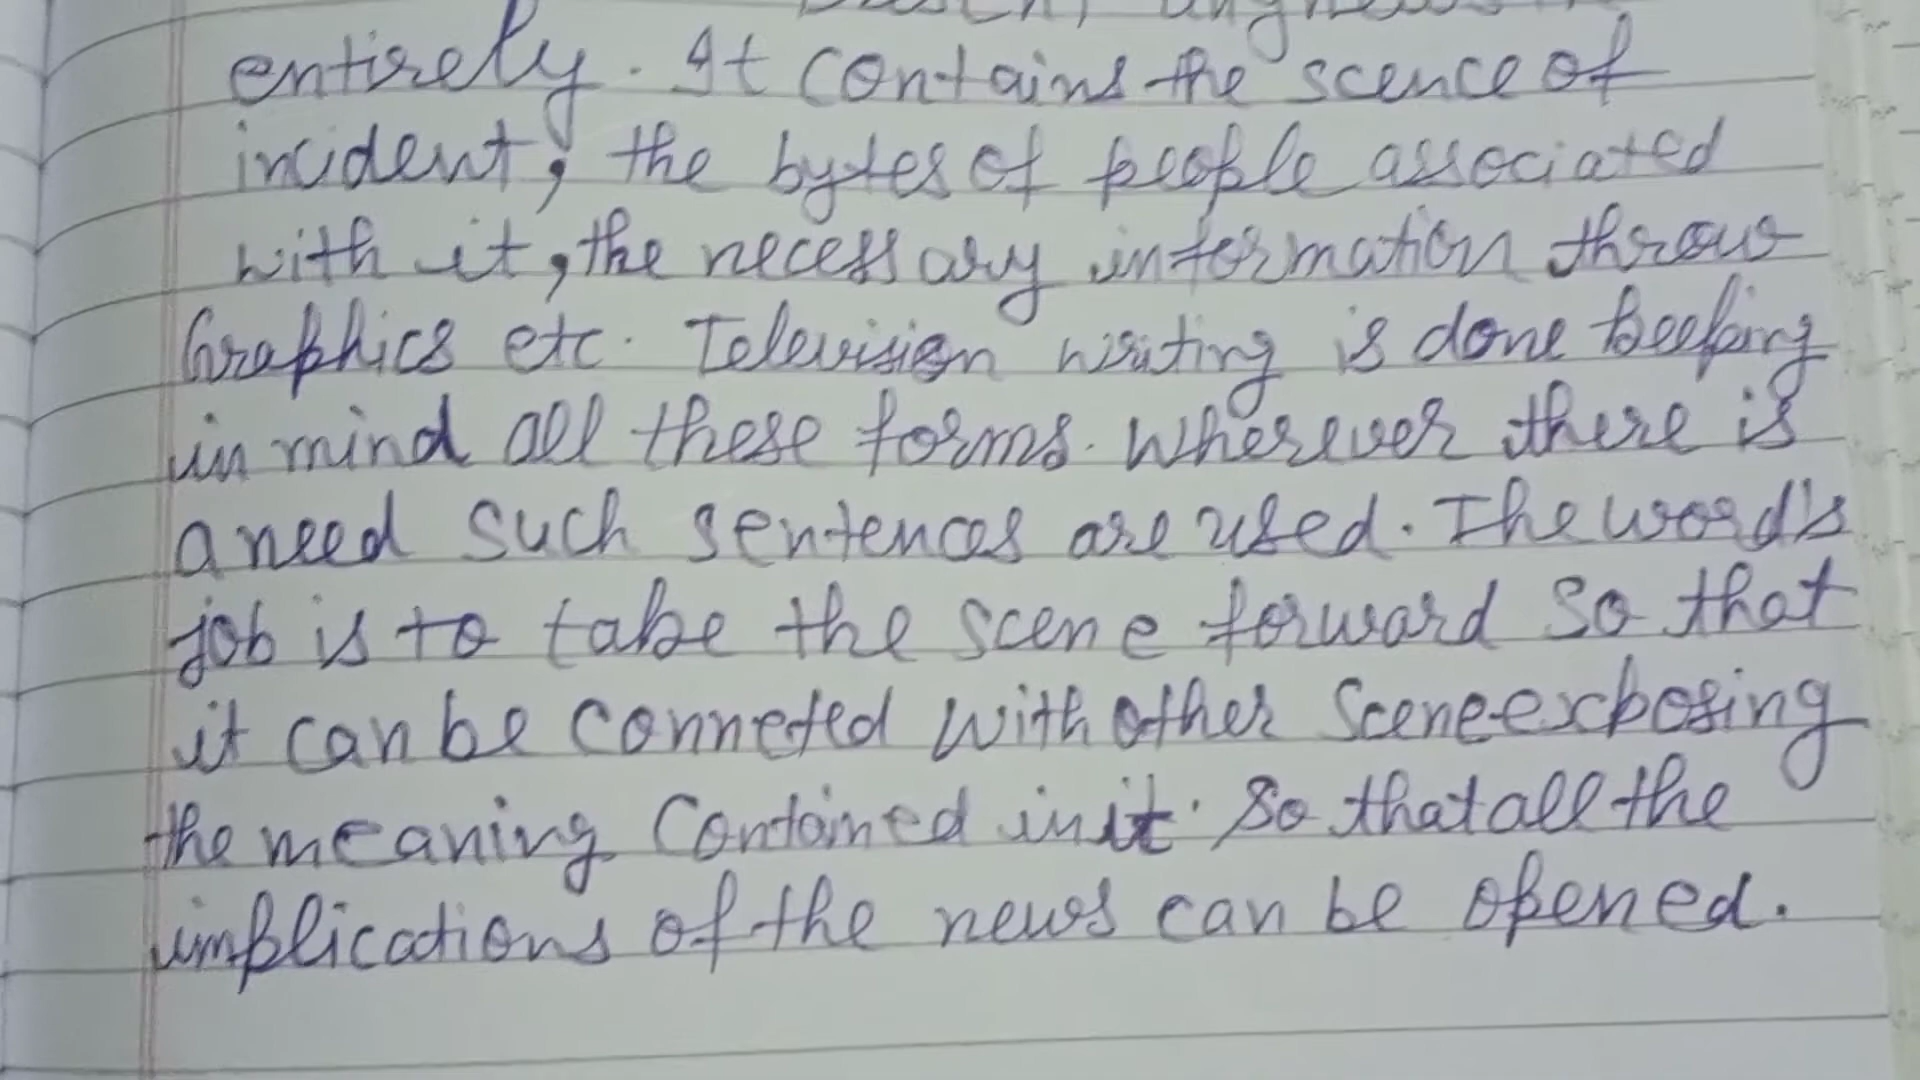 entirely. It contains the scence of
incident, the bytes of people associated
with it, the necessary information throw
Graphics etc. Television writing is done keeping
in mind all these forms. Wherever there is
a need such sentences are used. The word's
job is to take the scene forward so that
it can be conneted with other scene exposing
the meaning contained in it. So that all the
implications of the news can be opened.